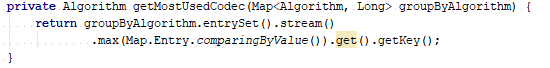 private Algorithm getMostUsedCodec(Map<Algorithm, Long> groupByAlgorithm) {
return groupByAlgorithm.entrySet().stream()
.max(Map.Entry.comparingByValue()).get().getKey();
}